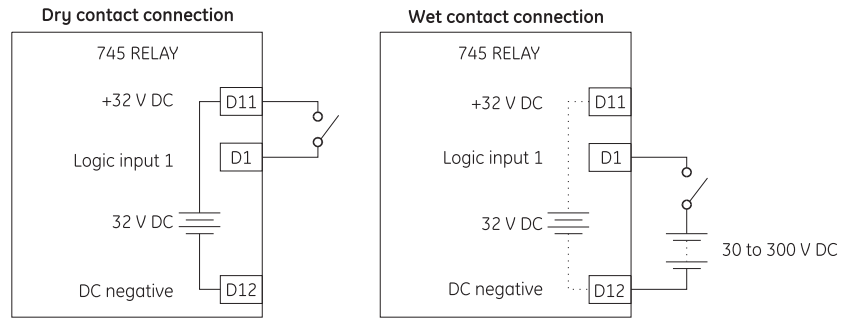 Dry contact connection
745 RELAY
+32 V DC
D11
Logic input 1
D1
32 V DC
DC negative
D12
Wet contact connection
745 RELAY
+32 V DC
D11
Logic input 1
D1
32 V DC
30 to 300 V DC
DC negative
D12